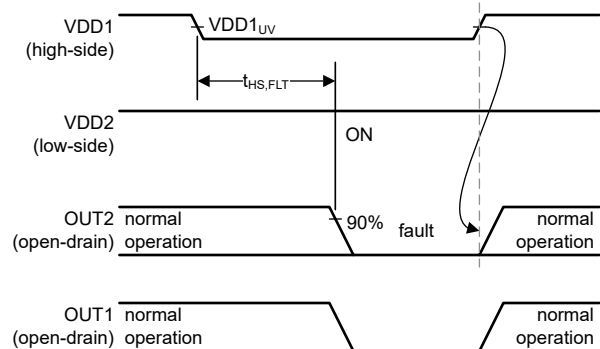 VDD1
(high-side)
VDD1UV
tHS,FLT
VDD2
(low-side)
ON
OUT2
(open-drain)
normal
operation
90%
fault
normal
operation
OUT1
(open-drain)
normal
operation
normal
operation